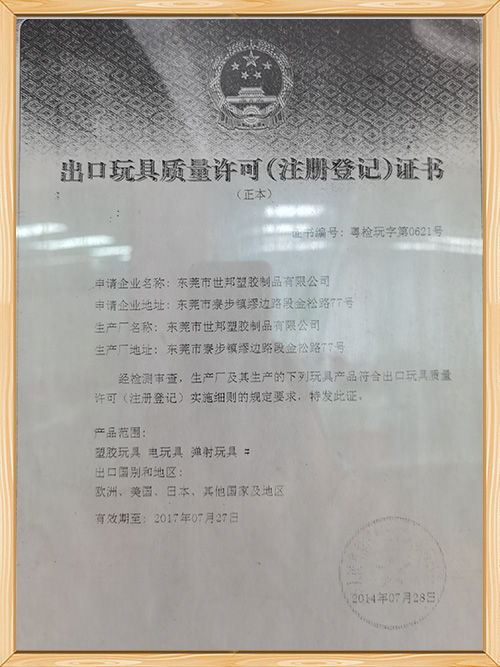 出口玩具质量许可(注册登记)证书
(正本)
证书编号: 粤检玩字第0621号
申请企业名称: 东莞市世邦塑胶制品有限公司
申请企业地址: 东莞市寮步镇缪边路段金松路77号
生产厂名称: 东莞市世邦塑胶制品有限公司
生产厂地址: 东莞市寮步镇缪边路段金松路77号
经检测审查, 生产厂及其生产的下列玩具产品符合出口玩具质量
许可 (注册登记) 实施细则的规定要求, 特发此证。
产品范围:
塑胶玩具 电玩具 弹射玩具 #
出口国别和地区:
欧洲、美国、日本、其他国家及地区
有效期至: 2017年07月27日
2014年07月28日